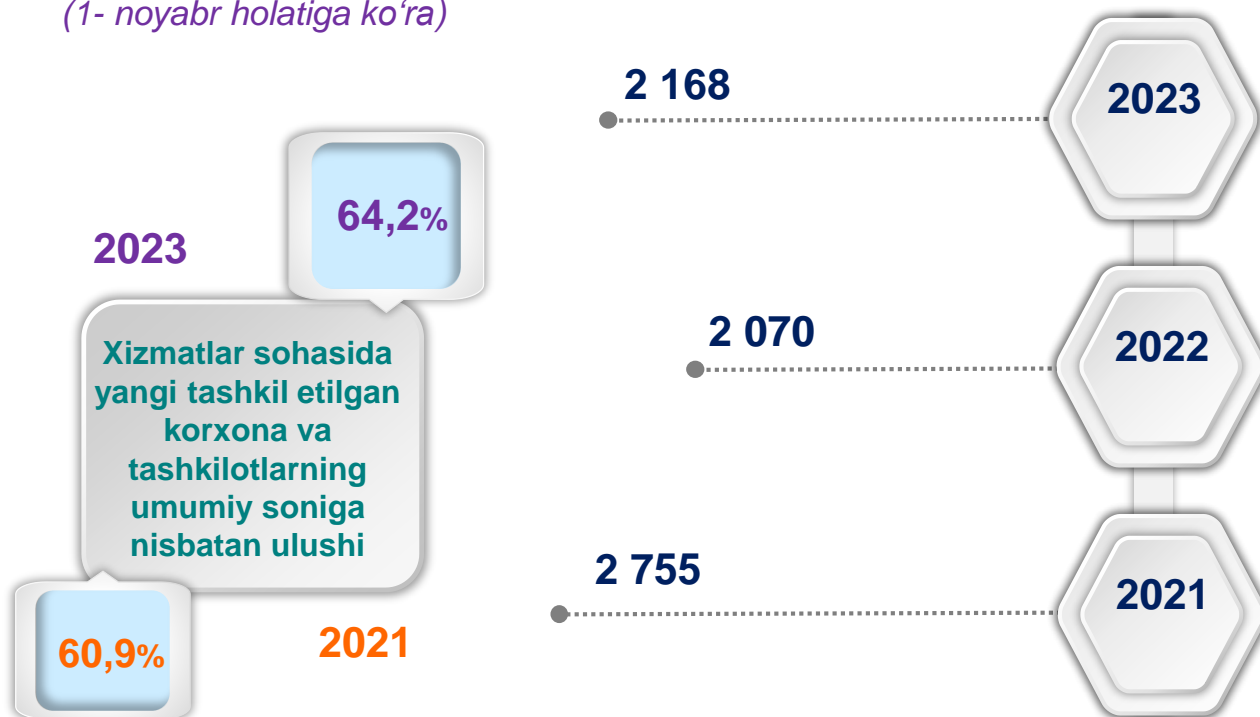 (1- noyabr holatiga ko‘ra)
2 168
2023
64,2%
2023
Xizmatlar sohasida
yangi tashkil etilgan
korxona va
tashkilotlarning
umumiy soniga
nisbatan ulushi
2 070
2022
2 755
2021
60,9%
2021